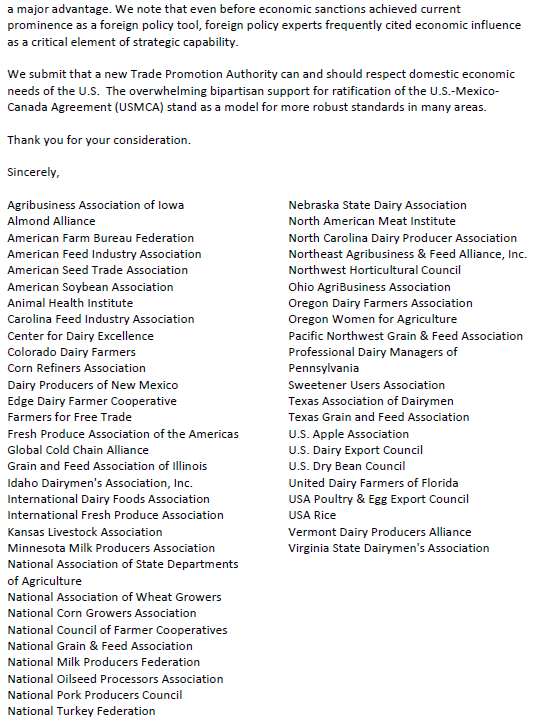 a major advantage. We note that even before economic sanctions achieved current
prominence as a foreign policy tool, foreign policy experts frequently cited economic influence
as a critical element of strategic capability.
We submit that a new Trade Promotion Authority can and should respect domestic economic
needs of the U.S.  The overwhelming bipartisan support for ratification of the U.S.-Mexico-
Canada Agreement (USMCA) stand as a model for more robust standards in many areas.
Thank you for your consideration.
Sincerely,
Agribusiness Association of Iowa
Almond Alliance
American Farm Bureau Federation
American Feed Industry Association
American Seed Trade Association
American Soybean Association
Animal Health Institute
Carolina Feed Industry Association
Center for Dairy Excellence
Colorado Dairy Farmers
Corn Refiners Association
Dairy Producers of New Mexico
Edge Dairy Farmer Cooperative
Farmers for Free Trade
Fresh Produce Association of the Americas
Global Cold Chain Alliance
Grain and Feed Association of Illinois
Idaho Dairymen's Association, Inc.
International Dairy Foods Association
International Fresh Produce Association
Kansas Livestock Association
Minnesota Milk Producers Association
National Association of State Departments
of Agriculture
National Association of Wheat Growers
National Corn Growers Association
National Council of Farmer Cooperatives
National Grain & Feed Association
National Milk Producers Federation
National Oilseed Processors Association
National Pork Producers Council
National Turkey Federation
Nebraska State Dairy Association
North American Meat Institute
North Carolina Dairy Producer Association
Northeast Agribusiness & Feed Alliance, Inc.
Northwest Horticultural Council
Ohio AgriBusiness Association
Oregon Dairy Farmers Association
Oregon Women for Agriculture
Pacific Northwest Grain & Feed Association
Professional Dairy Managers of
Pennsylvania
Sweetener Users Association
Texas Association of Dairymen
Texas Grain and Feed Association
U.S. Apple Association
U.S. Dairy Export Council
U.S. Dry Bean Council
United Dairy Farmers of Florida
USA Poultry & Egg Export Council
USA Rice
Vermont Dairy Producers Alliance
Virginia State Dairymen's Association